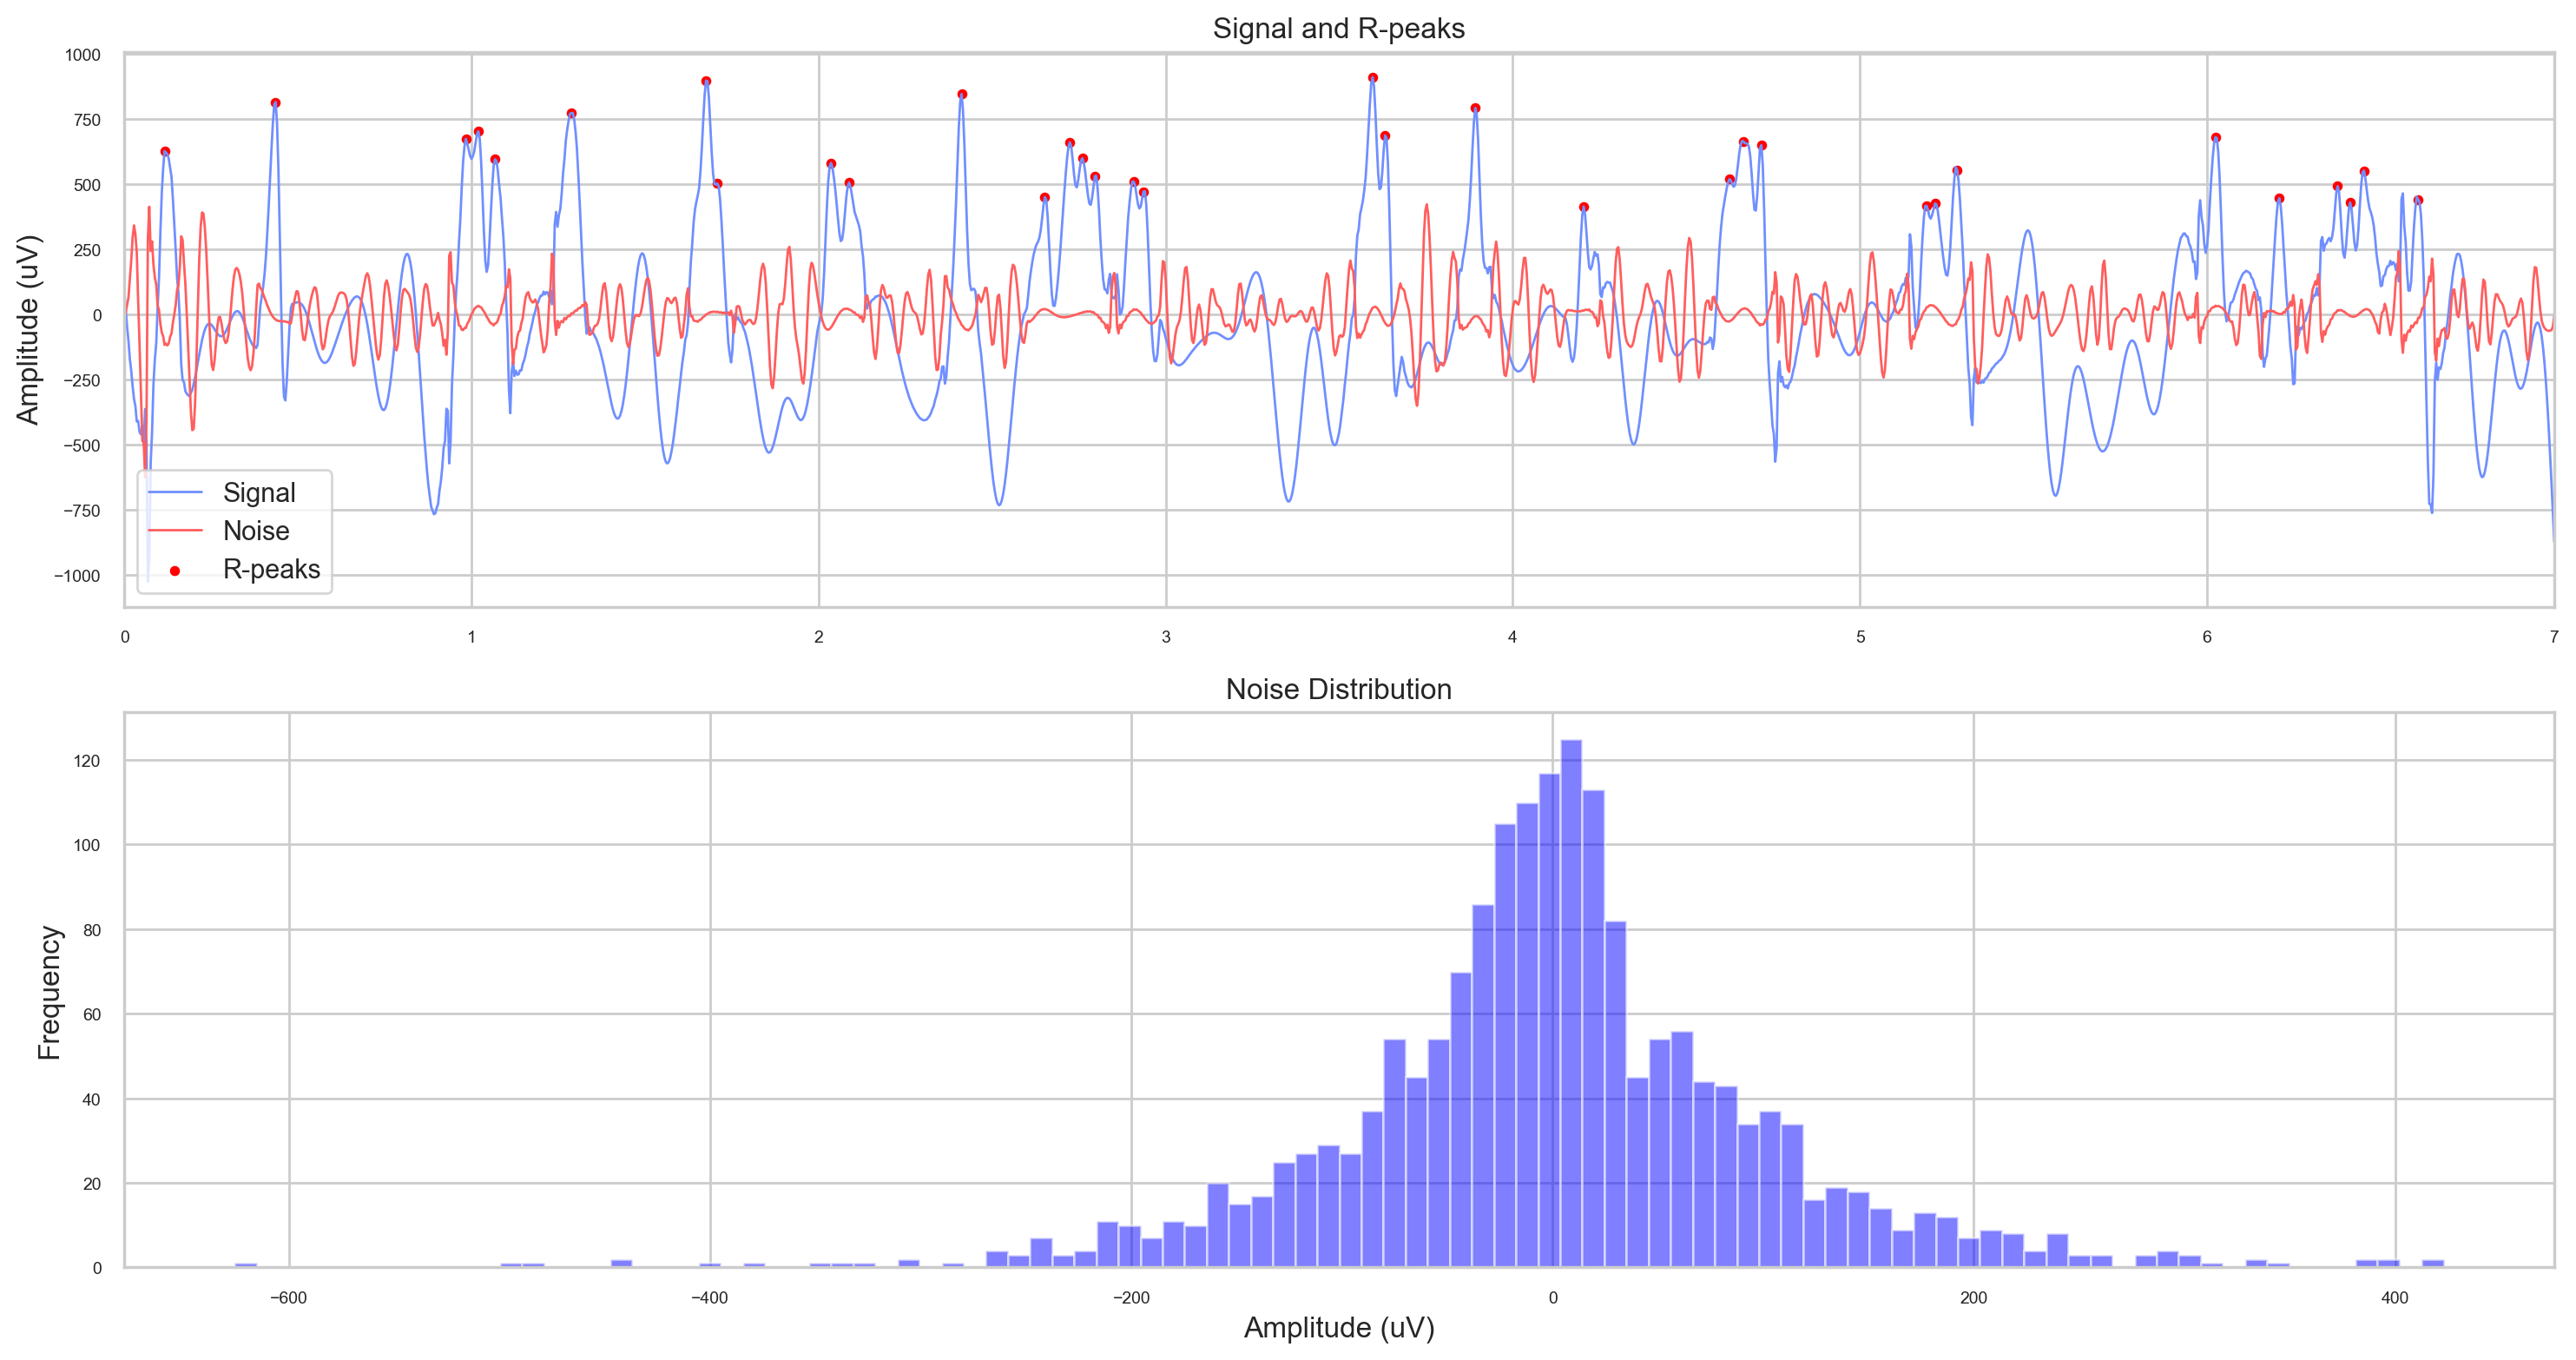 Signal and R-peaks
1000
750
500
250
0
−250
−500
−750
−1000
Amplitude (uV)
Signal
Noise
R-peaks
0 1 2 3 4 5 6 7
Noise Distribution
120
100
80
60
40
20
0
Frequency
−600 −400 −200 0 200 400
Amplitude (uV)